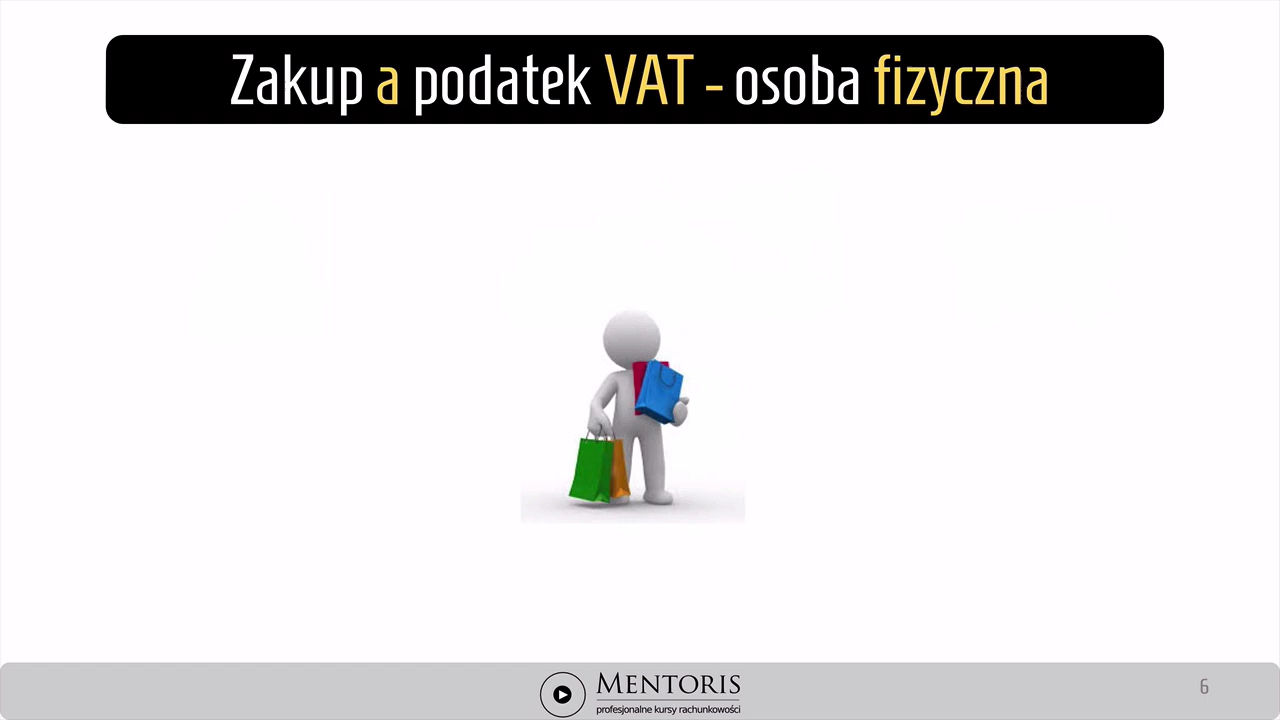 Zakup a podatek VAT - osoba fizyczna
MENTORIS
profesjonalne kursy rachunkowości
6